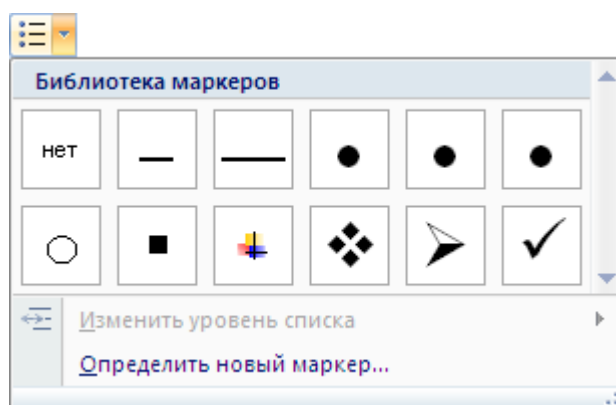 Библиотека маркеров
нет
Изменить уровень списка
Определить новый маркер...